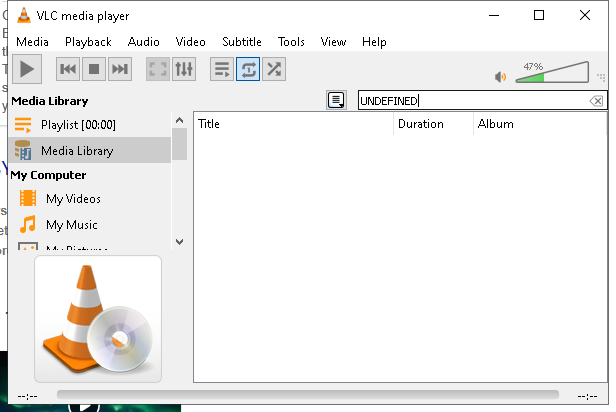 VLC media player
Media Playback Audio Video Subtitle Tools View Help
47%
Media Library
UNDEFINED
Playlist [00:00]
Title Duration Album
Media Library
My Computer
My Videos
My Music
My Pictures
--:-- --:--